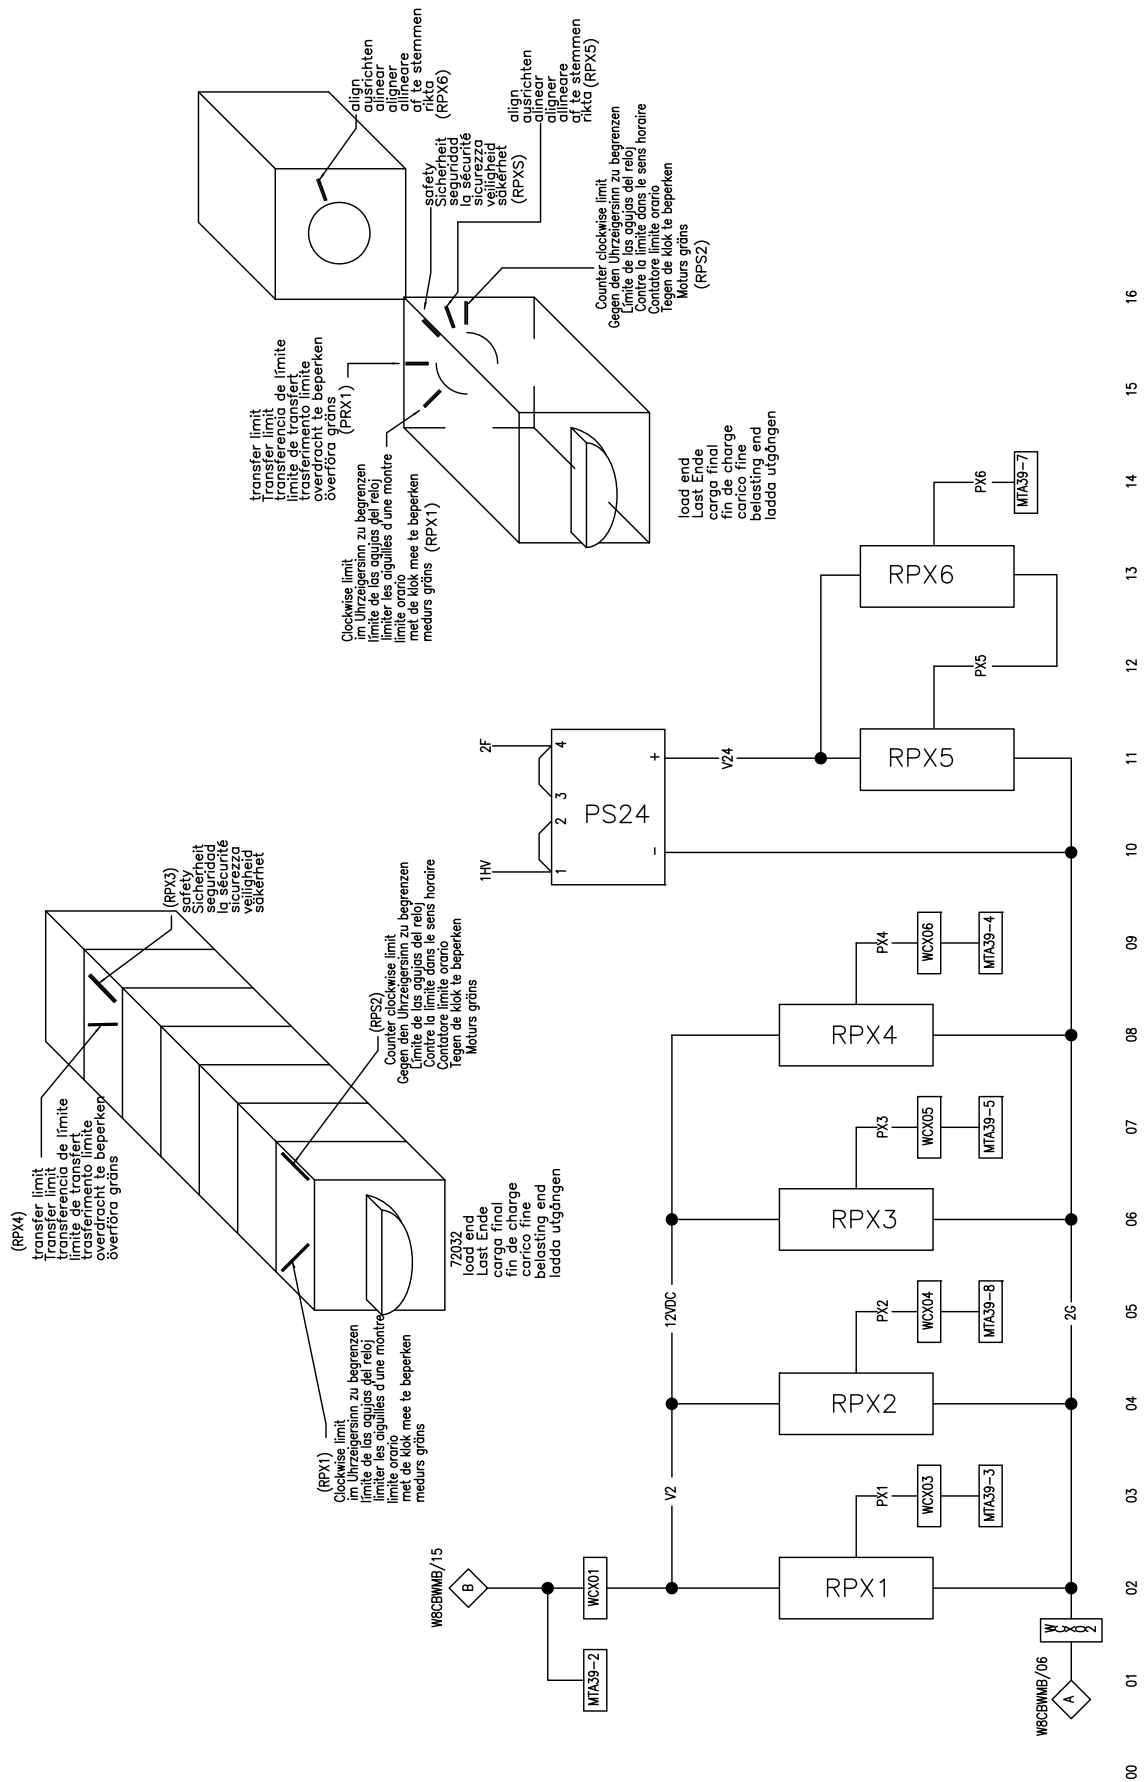 (RPX4)
transfer limit
Transfer limit
transferencia de límite
limite de transfert
trasferimento limite
overdracht te beperken
överföra gräns
(RPX3)
safety
Sicherheit
seguridad
la sécurité
sicurezza
veiligheid
säkerhet
(RPX1)
Clockwise limit
im Uhrzeigersinn zu begrenzen
límite de las agujas del reloj
limiter les aiguilles d'une montre
limite orario
met de klok mee te beperken
medurs gräns
(RPS2)
Counter clockwise limit
Gegen den Uhrzeigersinn zu begrenzen
Límite de las agujas del reloj
Contre la limite dans le sens horaire
Contatore limite orario
Tegen de klok te beperken
Moturs gräns
72032
load end
Last Ende
carga final
fin de charge
carico fine
belasting end
ladda utgången
align
ausrichten
alinear
aligner
allineare
af te stemmen
rikta
(RPX6)
safety
Sicherheit
seguridad
la sécurité
sicurezza
veiligheid
säkerhet
(RPXS)
align
ausrichten
alinear
aligner
allineare
af te stemmen
rikta (RPX5)
transfer limit
Transfer limit
transferencia de límite
limite de transfert
trasferimento limite
overdracht te beperken
överföra gräns
(PRX1)
Clockwise limit
im Uhrzeigersinn zu begrenzen
límite de las agujas del reloj
limiter les aiguilles d'une montre
limite orario
met de klok mee te beperken
medurs gräns (RPX1)
Counter clockwise limit
Gegen den Uhrzeigersinn zu begrenzen
Límite de las agujas del reloj
Contre la limite dans le sens horaire
Contatore limite orario
Tegen de klok te beperken
Moturs gräns
(RPS2)
load end
Last Ende
carga final
fin de charge
carico fine
belasting end
ladda utgången
W8CBWMB/15
B
MTA39-2
WCX01
V2
12VDC
1HV
2F
1 2 3 4
PS24
- +
V24
RPX1
PX1
WCX03
MTA39-3
RPX2
PX2
WCX04
MTA39-8
RPX3
PX3
WCX05
MTA39-5
RPX4
PX4
WCX06
MTA39-4
RPX5
PX5
RPX6
PX6
MTA39-7
W8CBWMB/06
A
WCX02
2G
00 01 02 03 04 05 06 07 08 09 10 11 12 13 14 15 16